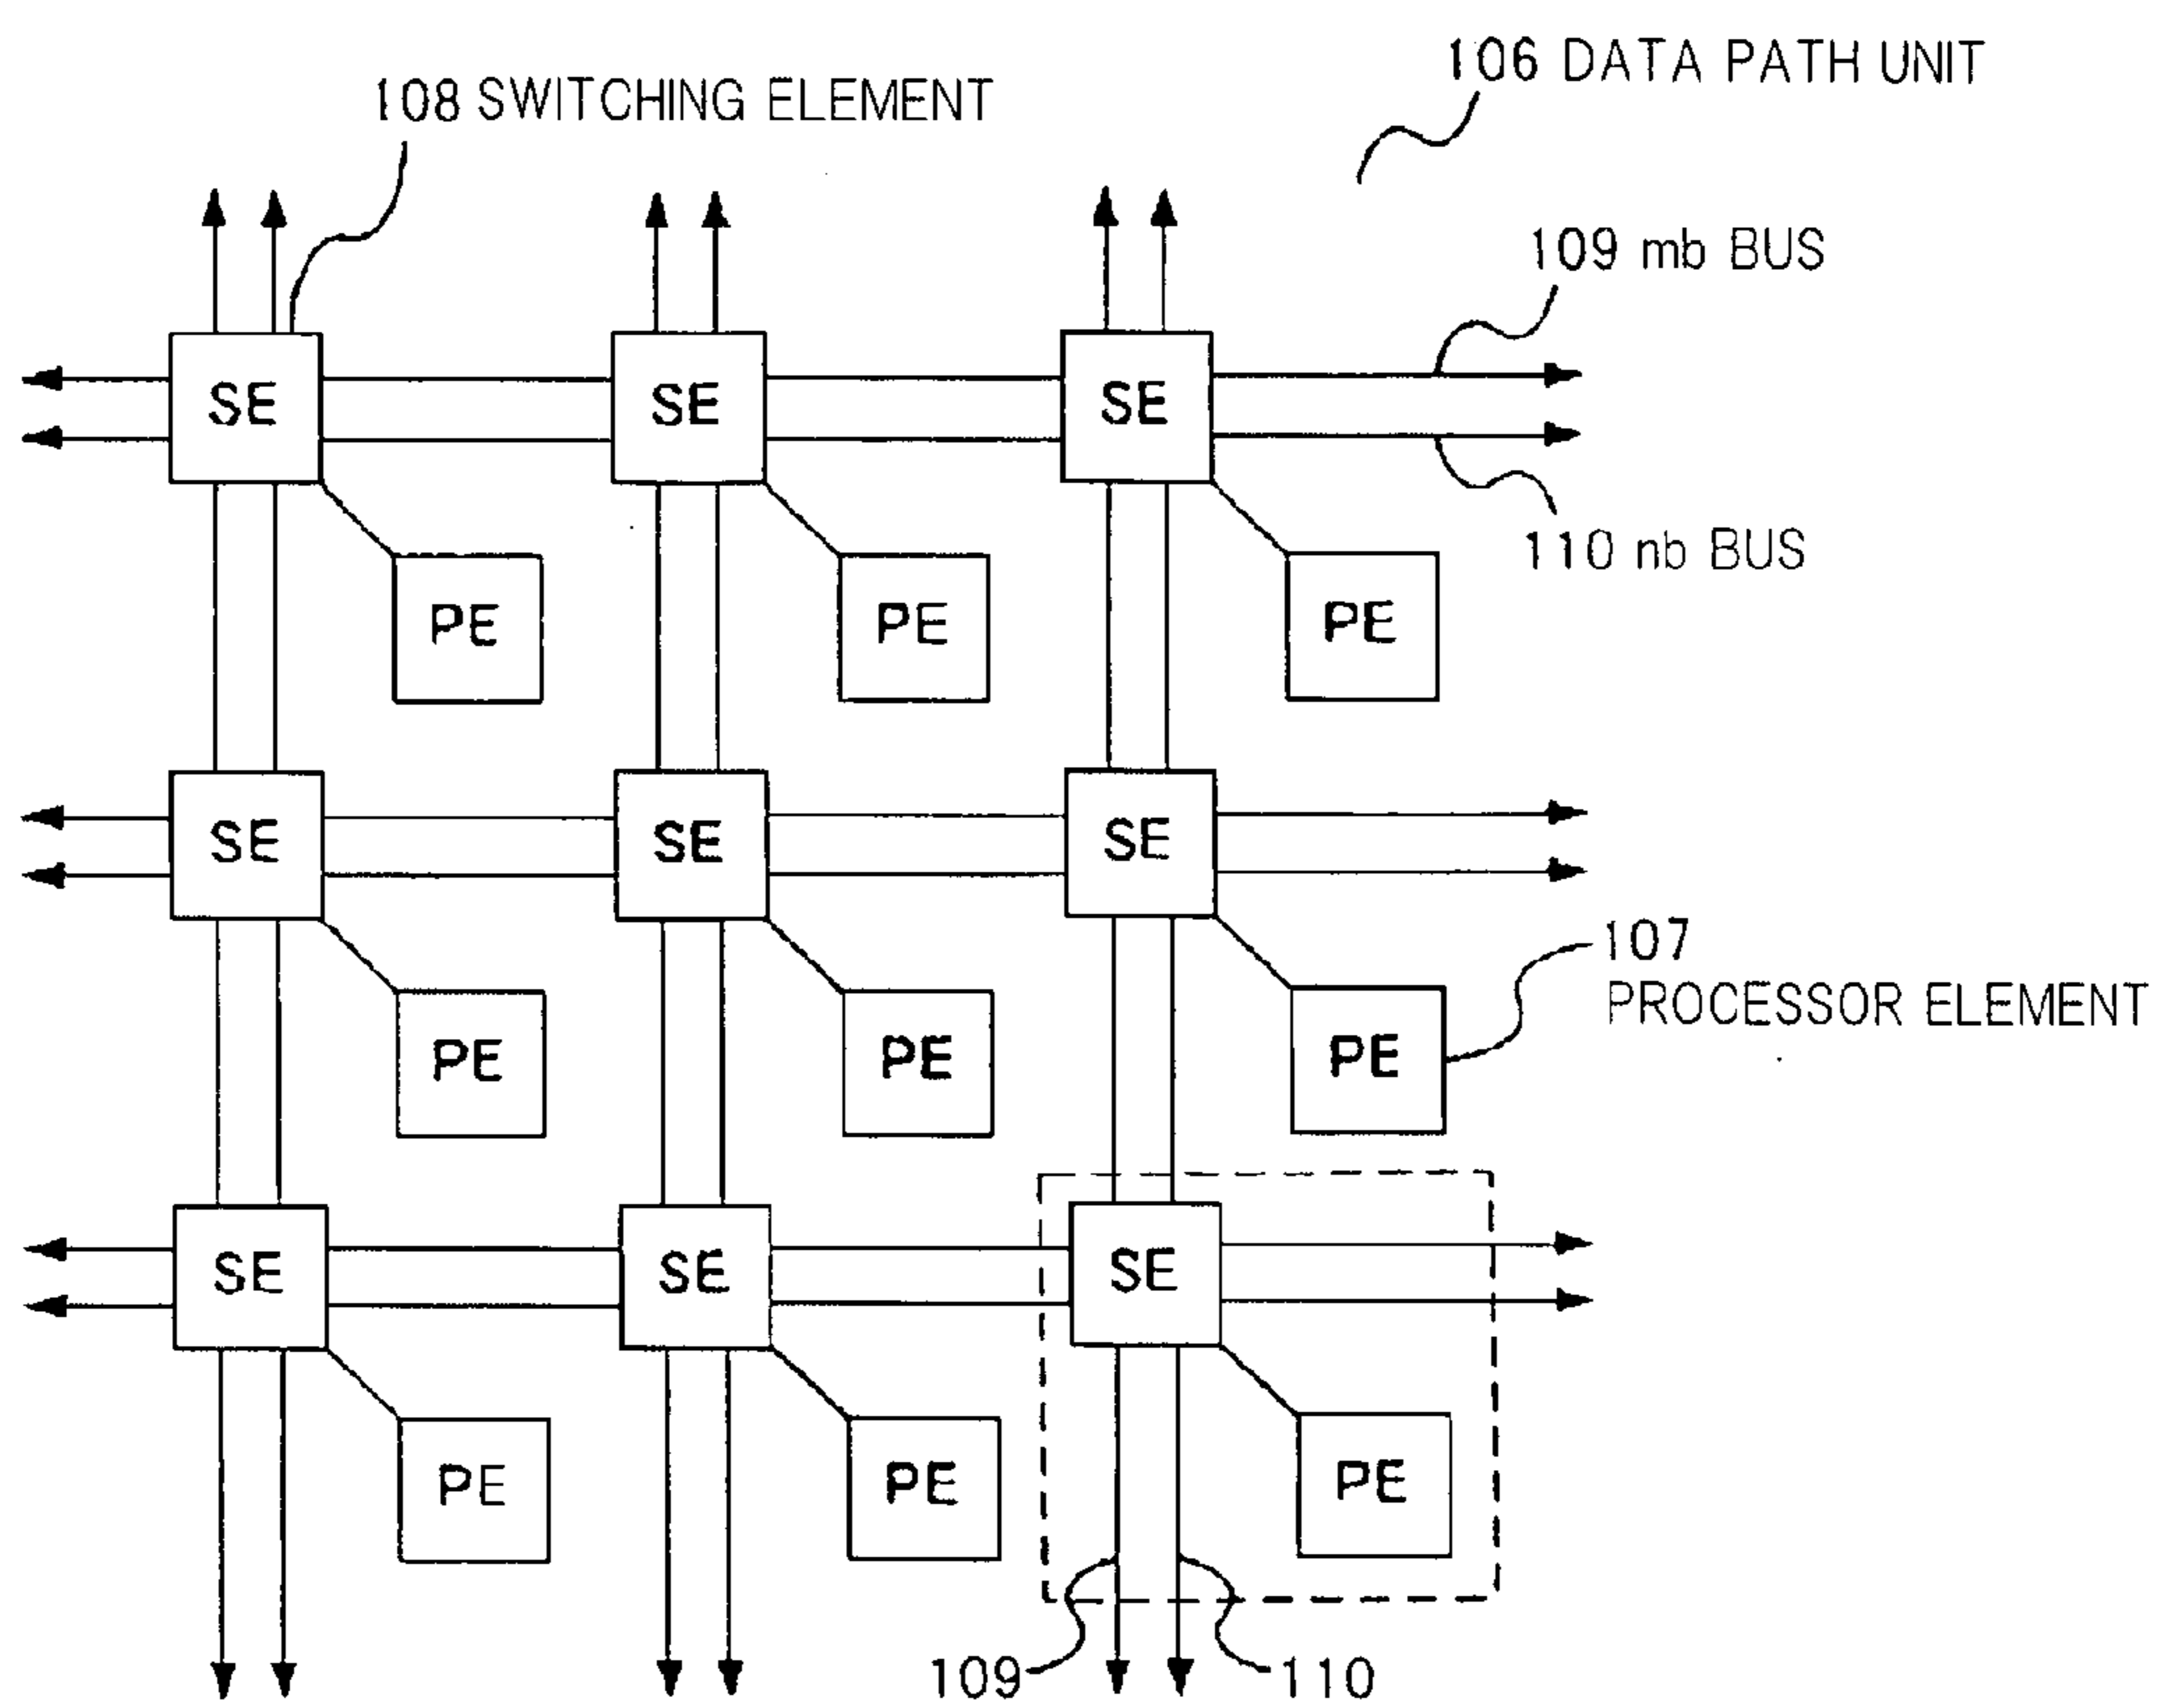 106 DATA PATH UNIT
108 SWITCHING ELEMENT
109 mb BUS
SE SE SE
110 nb BUS
PE PE PE
SE SE SE
107
PROCESSOR ELEMENT
PE PE PE
SE SE SE
PE PE PE
109 110